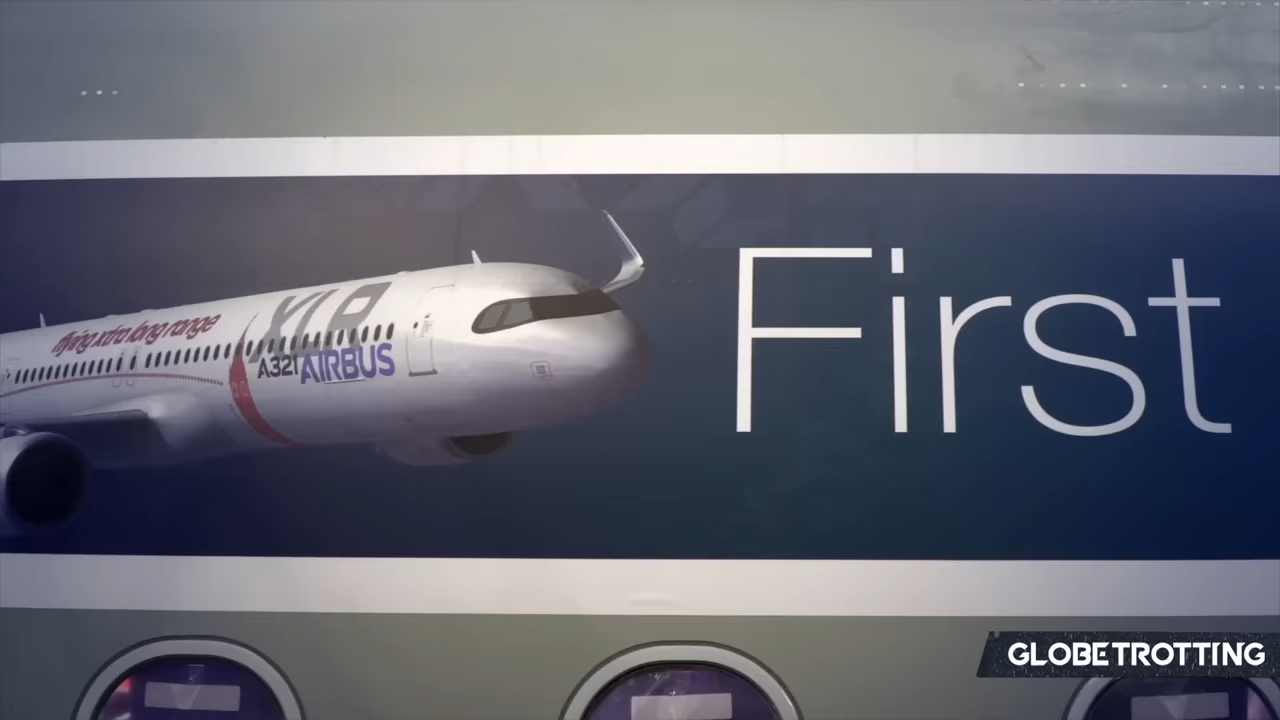 First
flying xtra long range
XLR
A321 AIRBUS
GLOBETROTTING